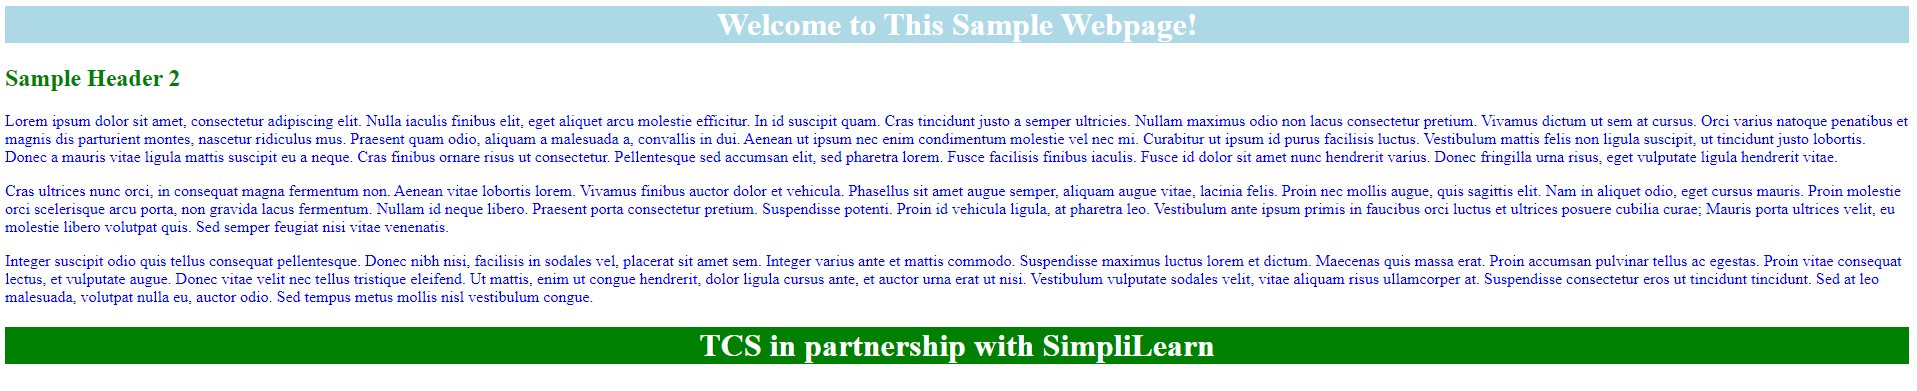 Welcome to This Sample Webpage!
Sample Header 2
Lorem ipsum dolor sit amet, consectetur adipiscing elit. Nulla iaculis finibus elit, eget aliquet arcu molestie efficitur. In id suscipit quam. Cras tincidunt justo a semper ultricies. Nullam maximus odio non lacus consectetur pretium. Vivamus dictum ut sem at cursus. Orci varius natoque penatibus et
magnis dis parturient montes, nascetur ridiculus mus. Praesent quam odio, aliquam a malesuada a, convallis in dui. Aenean ut ipsum nec enim condimentum molestie vel nec mi. Curabitur ut ipsum id purus facilisis luctus. Vestibulum mattis felis non ligula suscipit, ut tincidunt justo lobortis.
Donec a mauris vitae ligula mattis suscipit eu a neque. Cras finibus ornare risus ut consectetur. Pellentesque sed accumsan elit, sed pharetra lorem. Fusce facilisis finibus iaculis. Fusce id dolor sit amet nunc hendrerit varius. Donec fringilla urna risus, eget vulputate ligula hendrerit vitae.
Cras ultrices nunc orci, in consequat magna fermentum non. Aenean vitae lobortis lorem. Vivamus finibus auctor dolor et vehicula. Phasellus sit amet augue semper, aliquam augue vitae, lacinia felis. Proin nec mollis augue, quis sagittis elit. Nam in aliquet odio, eget cursus mauris. Proin molestie
orci scelerisque arcu porta, non gravida lacus fermentum. Nullam id neque libero. Praesent porta consectetur pretium. Suspendisse potenti. Proin id vehicula ligula, at pharetra leo. Vestibulum ante ipsum primis in faucibus orci luctus et ultrices posuere cubilia curae; Mauris porta ultrices velit, eu
molestie libero volutpat quis. Sed semper feugiat nisi vitae venenatis.
Integer suscipit odio quis tellus consequat pellentesque. Donec nibh nisi, facilisis in sodales vel, placerat sit amet sem. Integer varius ante et mattis commodo. Suspendisse maximus luctus lorem et dictum. Maecenas quis massa erat. Proin accumsan pulvinar tellus ac egestas. Proin vitae consequat
lectus, et vulputate augue. Donec vitae velit nec tellus tristique eleifend. Ut mattis, enim ut congue hendrerit, dolor ligula cursus ante, et auctor urna erat ut nisi. Vestibulum vulputate sodales velit, vitae aliquam risus ullamcorper at. Suspendisse consectetur eros ut tincidunt tincidunt. Sed at leo
malesuada, volutpat nulla eu, auctor odio. Sed tempus metus mollis nisl vestibulum congue.
TCS in partnership with SimpliLearn